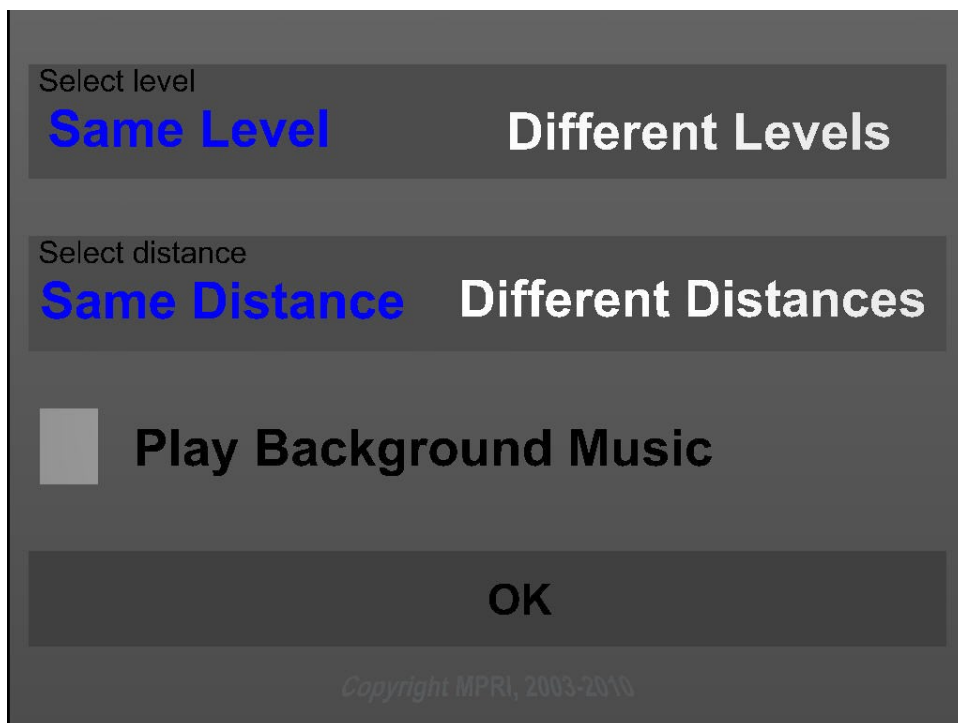 Select level
Same Level Different Levels
Select distance
Same Distance Different Distances
Play Background Music
OK
Copyright MPRI, 2003-2010